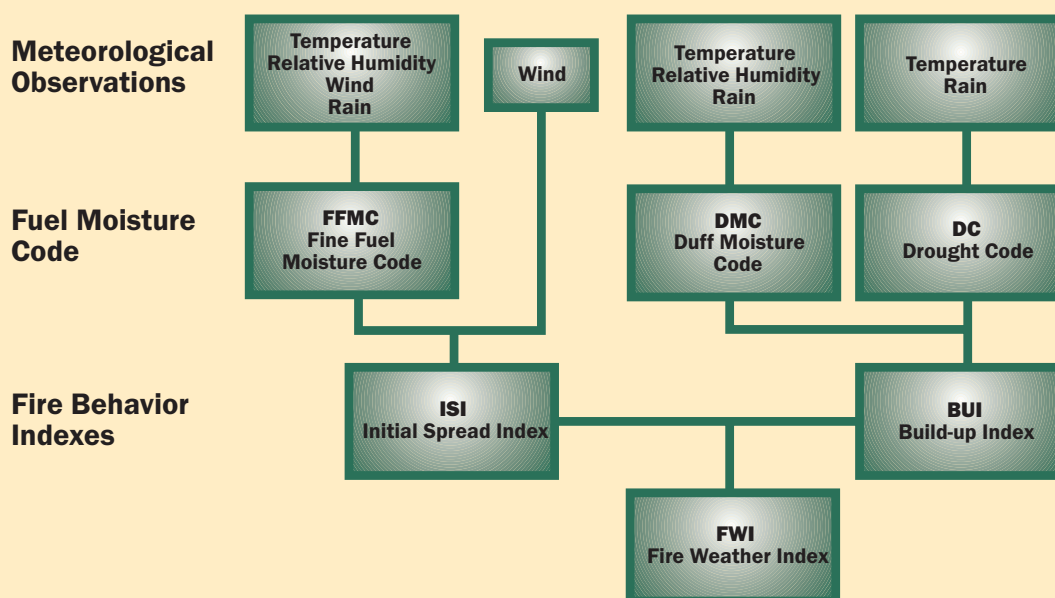 Meteorological
Observations
Temperature
Relative Humidity
Wind
Rain
Wind
Temperature
Relative Humidity
Rain
Temperature
Rain
Fuel Moisture
Code
FFMC
Fine Fuel
Moisture Code
DMC
Duff Moisture
Code
DC
Drought Code
Fire Behavior
Indexes
ISI
Initial Spread Index
BUI
Build-up Index
FWI
Fire Weather Index